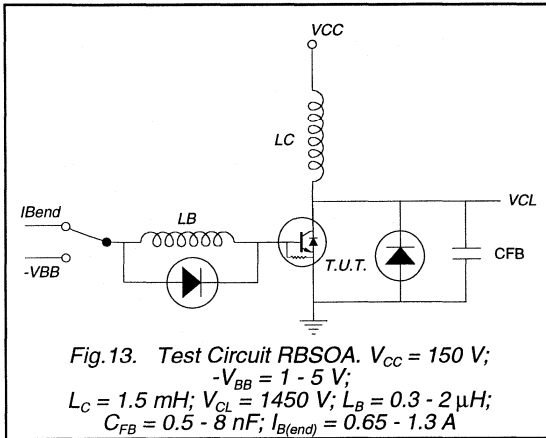 VCC
LC
IBend
LB
VCL
-VBB
T.U.T.
CFB
Fig.13. Test Circuit RBSOA. VCC = 150 V;
-VBB = 1 - 5 V;
LC = 1.5 mH; VCL = 1450 V; LB = 0.3 - 2 μH;
CFB = 0.5 - 8 nF; IB(end) = 0.65 - 1.3 A